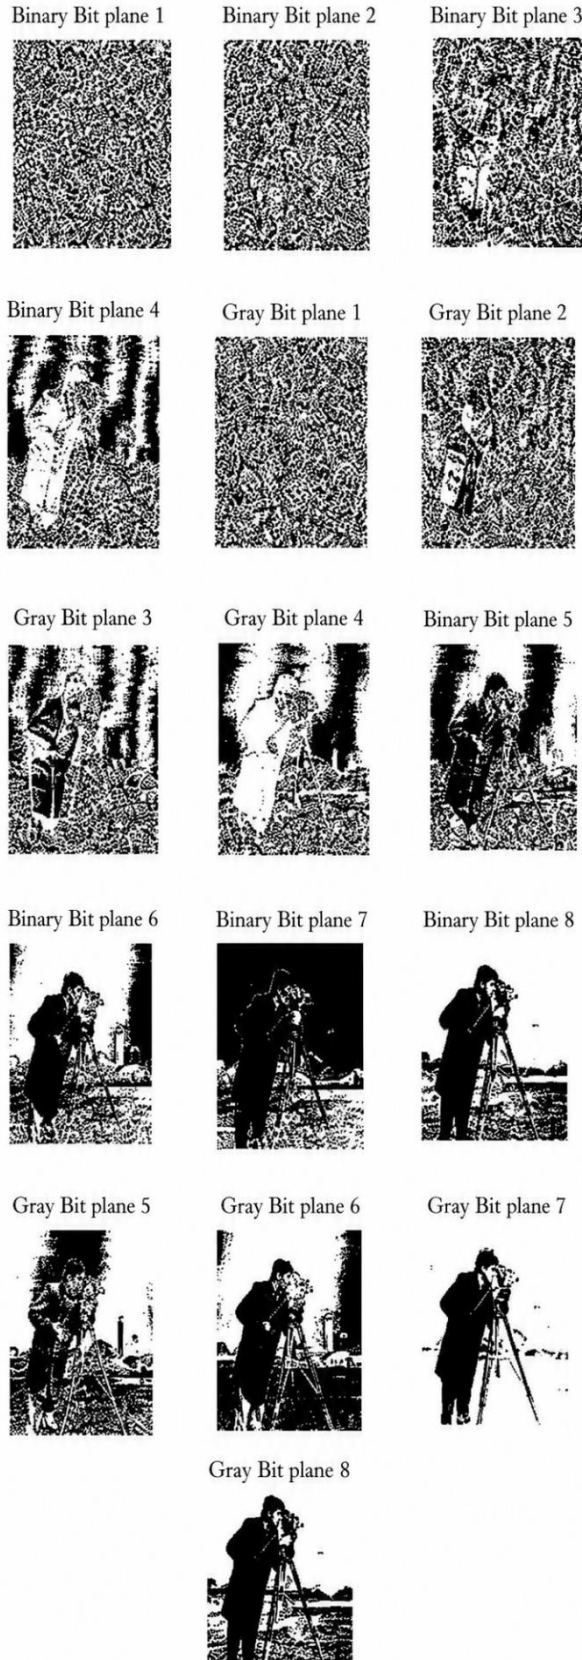 Binary Bit plane 1
Binary Bit plane 2
Binary Bit plane 3
Binary Bit plane 4
Gray Bit plane 1
Gray Bit plane 2
Gray Bit plane 3
Gray Bit plane 4
Binary Bit plane 5
Binary Bit plane 6
Binary Bit plane 7
Binary Bit plane 8
Gray Bit plane 5
Gray Bit plane 6
Gray Bit plane 7
Gray Bit plane 8